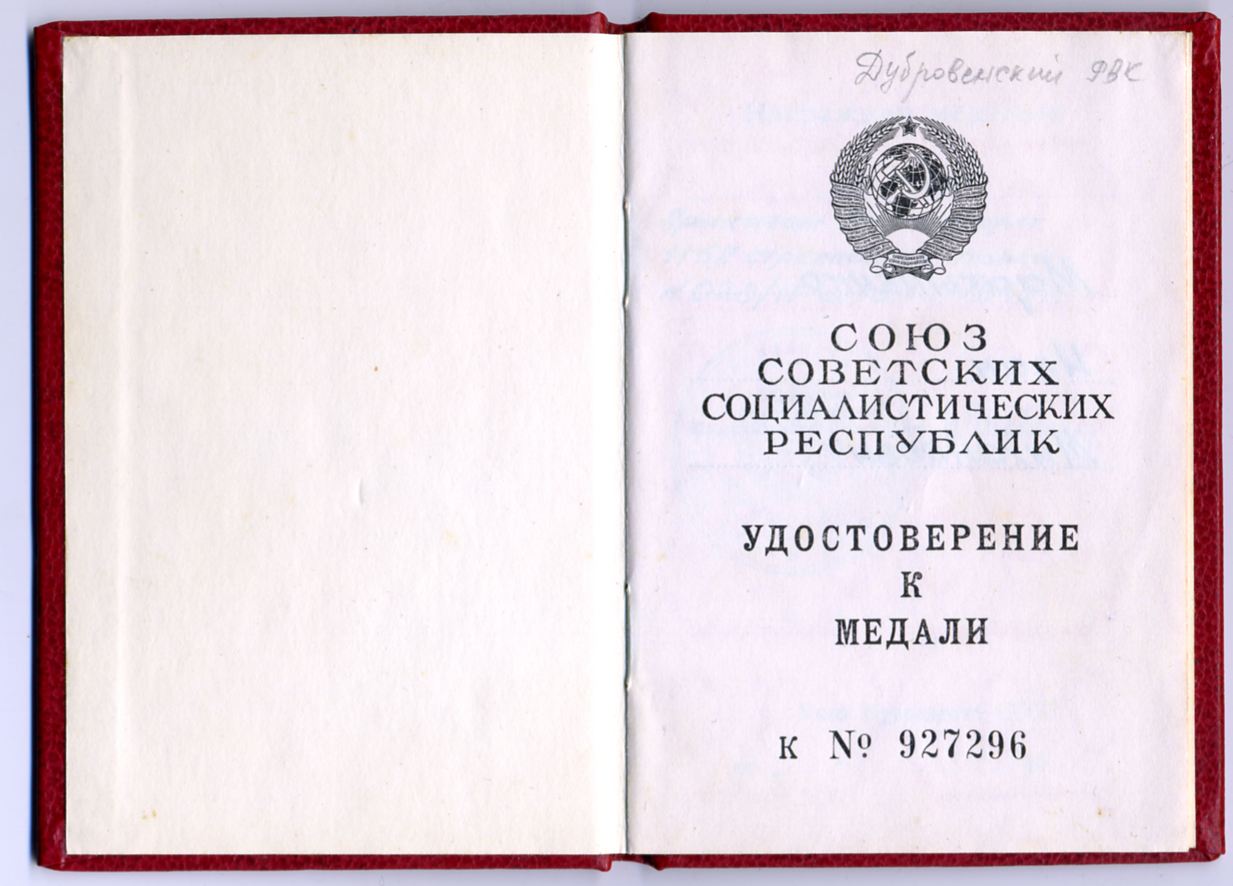 Дубровенский РВК
СОЮЗ
СОВЕТСКИХ
СОЦИАЛИСТИЧЕСКИХ
РЕСПУБЛИК
УДОСТОВЕРЕНИЕ
К
МЕДАЛИ
к № 927296